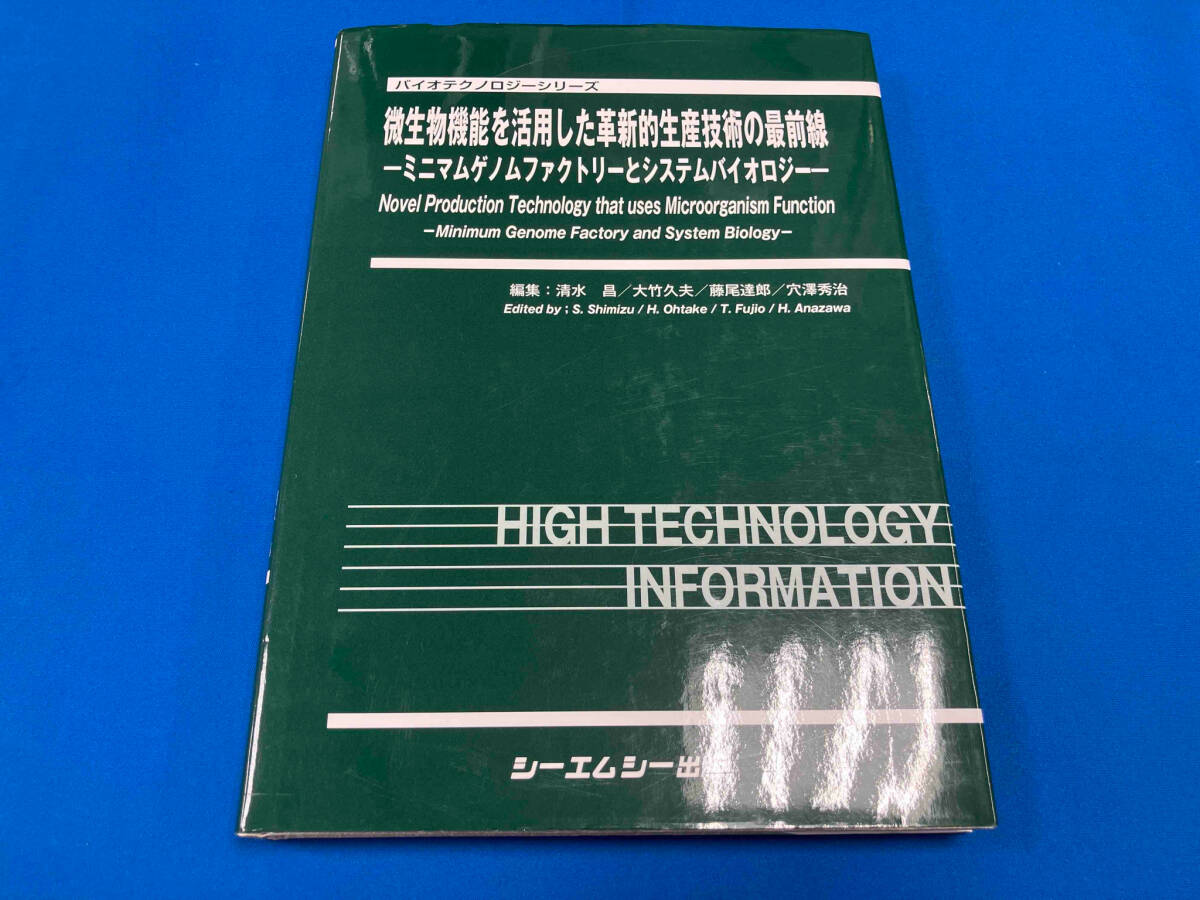 バイオテクノロジーシリーズ
微生物機能を活用した革新的生産技術の最前線
―ミニマムゲノムファクトリーとシステムバイオロジー―
Novel Production Technology that uses Microorganism Function
−Minimum Genome Factory and System Biology−
編集：清水 昌／大竹久夫／藤尾達郎／穴澤秀治
Edited by ; S. Shimizu / H. Ohtake / T. Fujio / H. Anazawa
HIGH TECHNOLOGY
INFORMATION
シーエムシー出